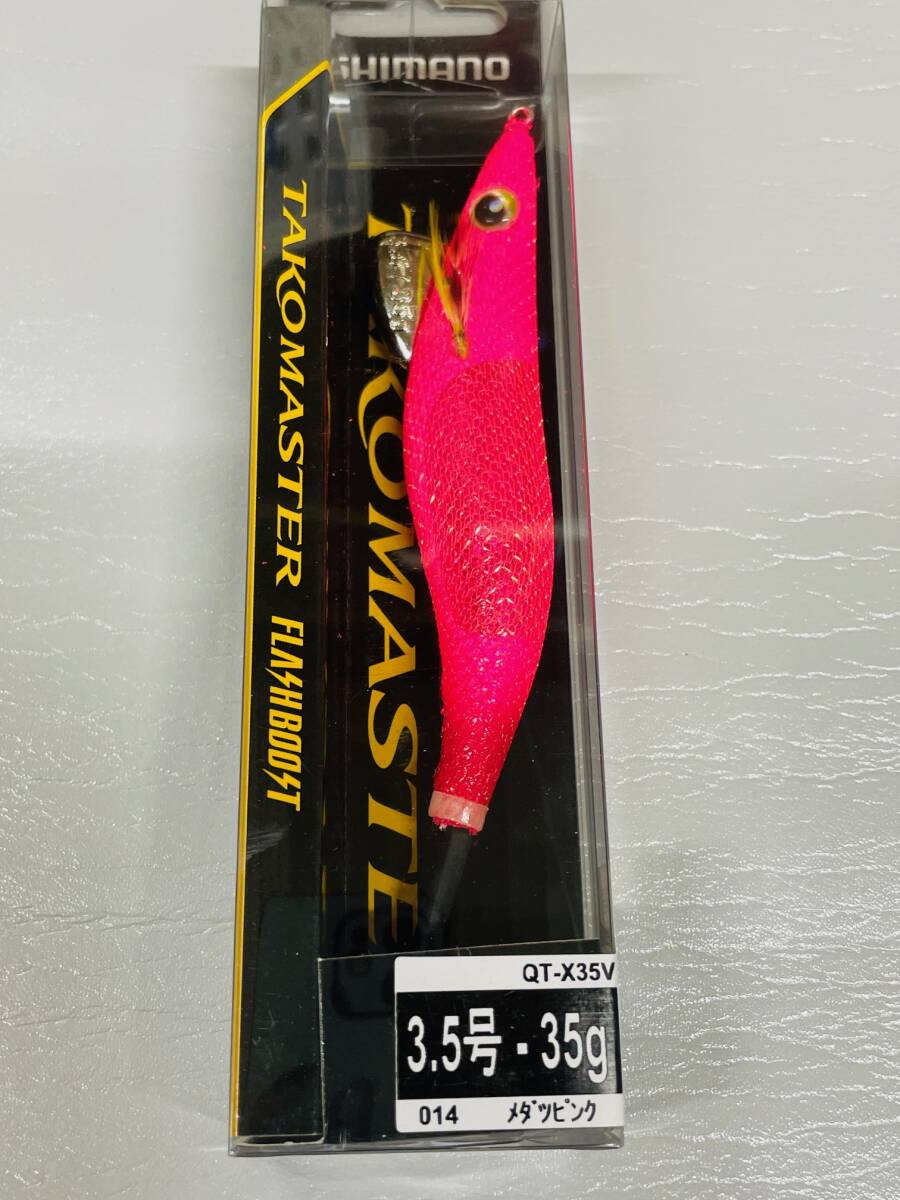 SHIMANO
TAKOMASTER FLASHBOOST
TAKOMASTE
QT-X35V
3.5号 - 35g
014 ﾒﾀﾞﾂﾋﾟﾝｸ